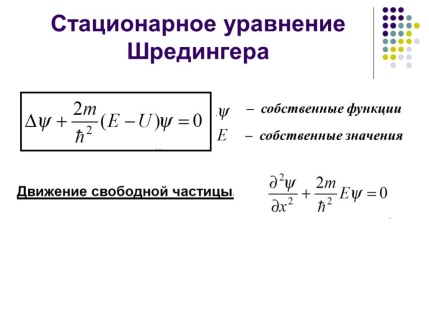 Стационарное уравнение
Шредингера
Δψ + 2m/ħ² (E − U)ψ = 0
ψ – собственные функции
E – собственные значения
Движение свободной частицы
∂²ψ/∂x² + 2m/ħ² Eψ = 0